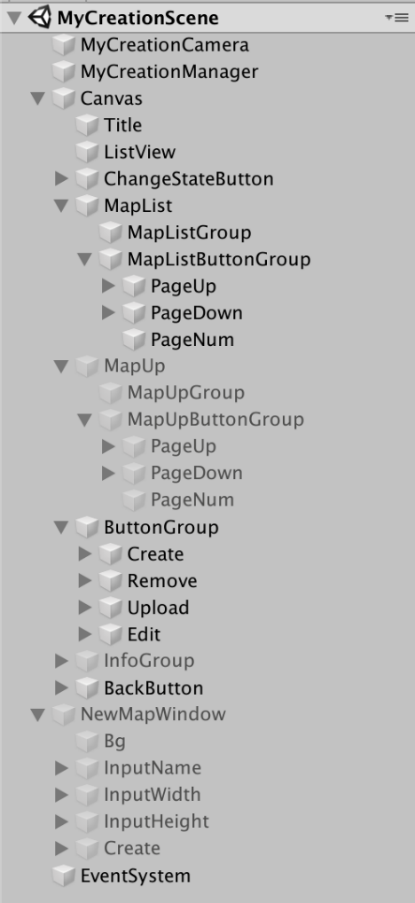 MyCreationScene
MyCreationCamera
MyCreationManager
Canvas
Title
ListView
ChangeStateButton
MapList
MapListGroup
MapListButtonGroup
PageUp
PageDown
PageNum
MapUp
MapUpGroup
MapUpButtonGroup
PageUp
PageDown
PageNum
ButtonGroup
Create
Remove
Upload
Edit
InfoGroup
BackButton
NewMapWindow
Bg
InputName
InputWidth
InputHeight
Create
EventSystem